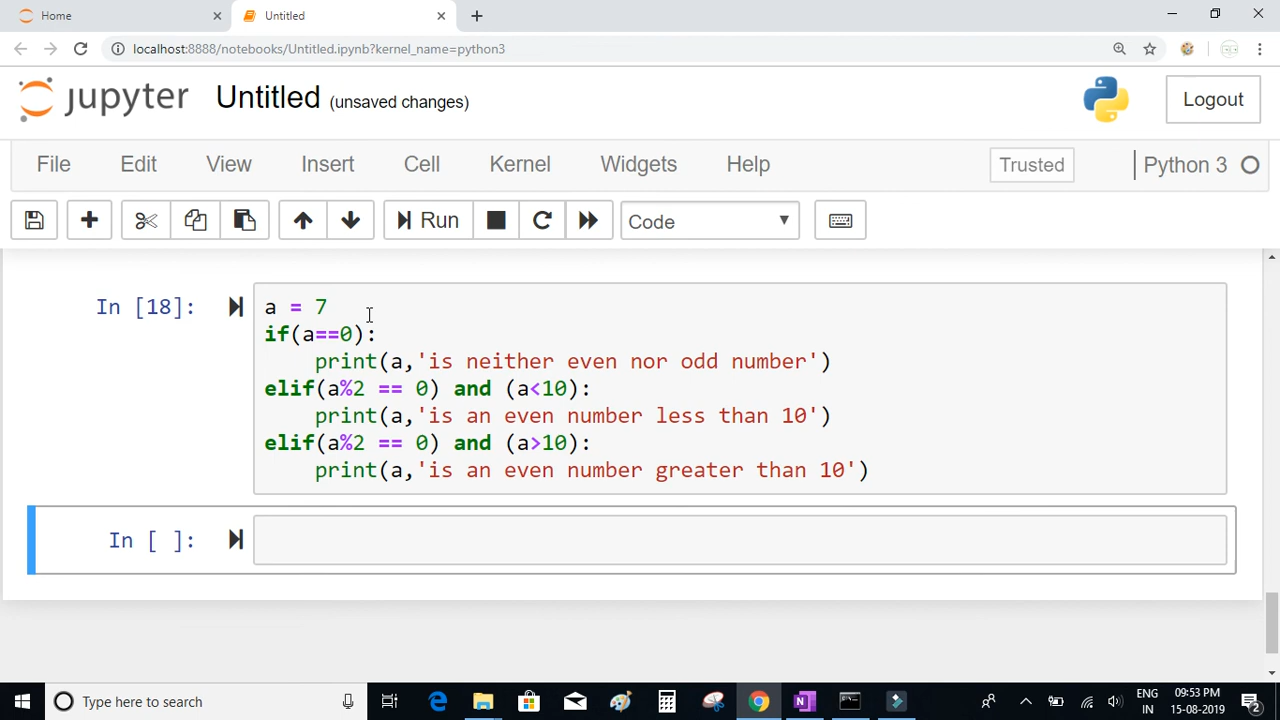 Home
Untitled
localhost:8888/notebooks/Untitled.ipynb?kernel_name=python3
jupyter Untitled (unsaved changes)
Logout
File Edit View Insert Cell Kernel Widgets Help Trusted Python 3
Run Code
In [18]: a = 7
if(a==0):
    print(a,'is neither even nor odd number')
elif(a%2 == 0) and (a<10):
    print(a,'is an even number less than 10')
elif(a%2 == 0) and (a>10):
    print(a,'is an even number greater than 10')
In [ ]:
Type here to search
ENG 09:53 PM
IN 15-08-2019
2